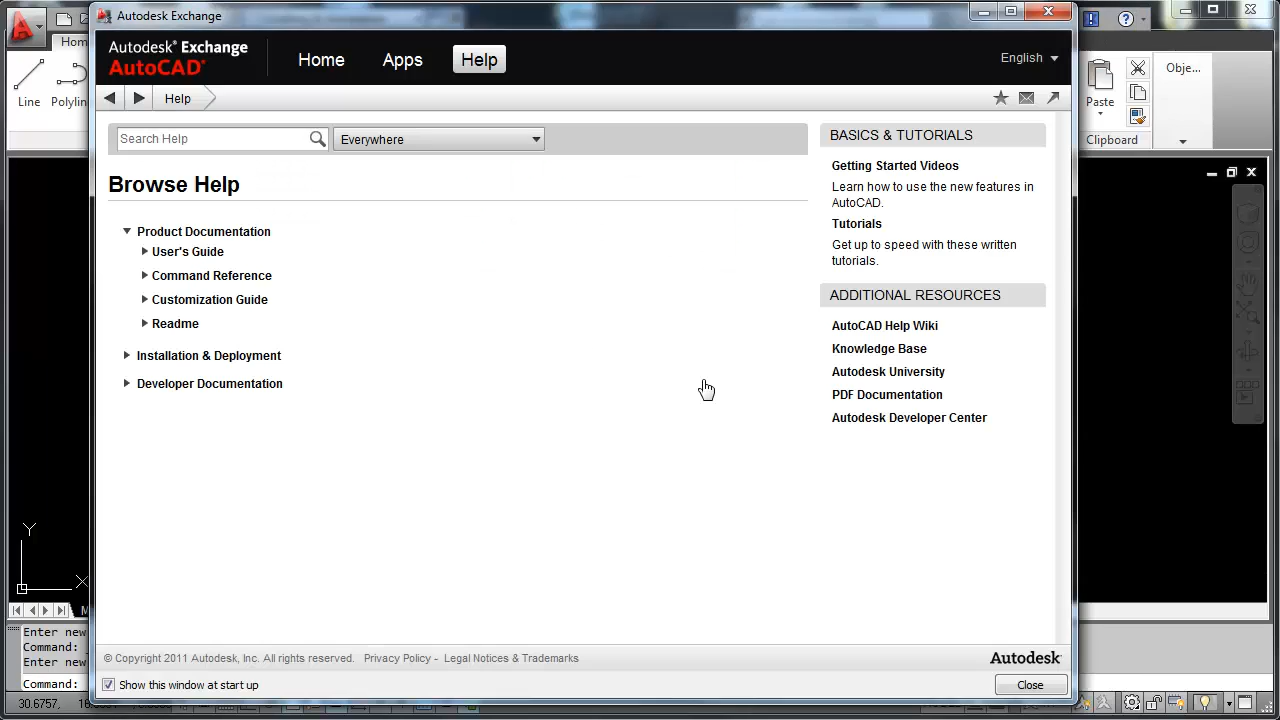 Autodesk Exchange
Hom
Line
Polylin
Autodesk® Exchange
AutoCAD®
Home
Apps
Help
English
Help
Search Help
Everywhere
Browse Help
Product Documentation
User's Guide
Command Reference
Customization Guide
Readme
Installation & Deployment
Developer Documentation
BASICS & TUTORIALS
Getting Started Videos
Learn how to use the new features in
AutoCAD.
Tutorials
Get up to speed with these written
tutorials.
ADDITIONAL RESOURCES
AutoCAD Help Wiki
Knowledge Base
Autodesk University
PDF Documentation
Autodesk Developer Center
Paste
Obje...
Clipboard
Y
X
M
Enter new
Command:
Enter new
Command:
30.6757,
© Copyright 2011 Autodesk, Inc. All rights reserved. Privacy Policy - Legal Notices & Trademarks
Autodesk
Show this window at start up
Close